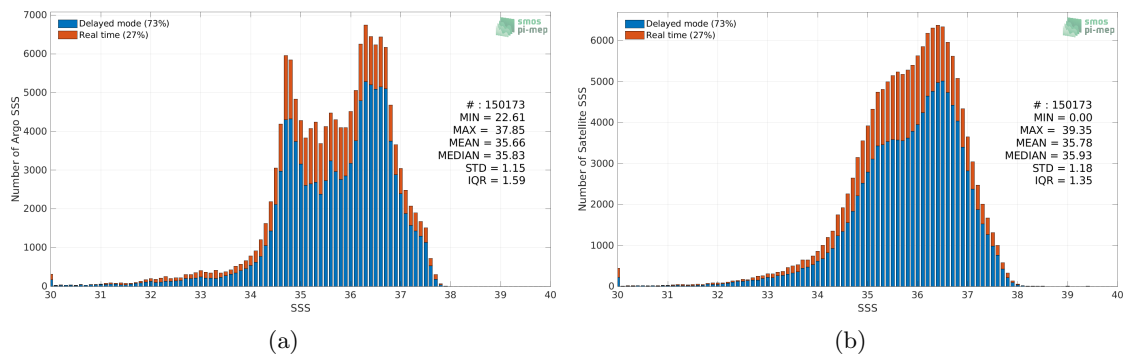 Delayed mode (73%)
Real time (27%)
smos
pi-mep
# : 150173
MIN = 22.61
MAX = 37.85
MEAN = 35.66
MEDIAN = 35.83
STD = 1.15
IQR = 1.59
Number of Argo SSS
7000
6000
5000
4000
3000
2000
1000
0
30 31 32 33 34 35 36 37 38 39 40
SSS
(a)
Delayed mode (73%)
Real time (27%)
smos
pi-mep
# : 150173
MIN = 0.00
MAX = 39.35
MEAN = 35.78
MEDIAN = 35.93
STD = 1.18
IQR = 1.35
Number of Satellite SSS
6000
5000
4000
3000
2000
1000
0
30 31 32 33 34 35 36 37 38 39 40
SSS
(b)